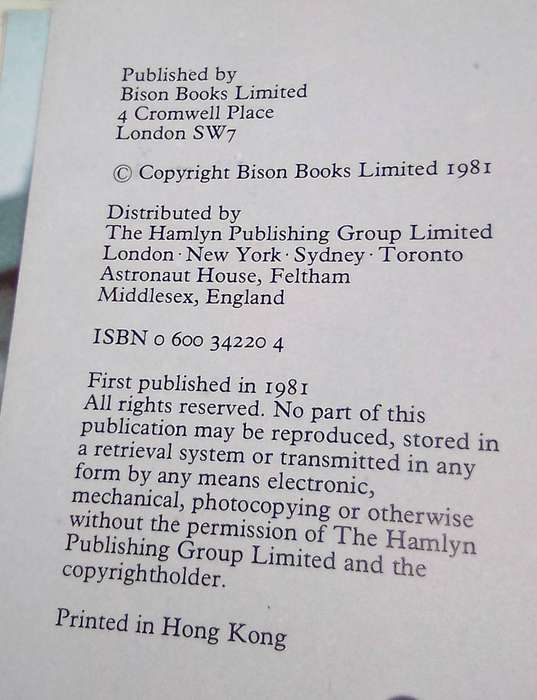 Published by
Bison Books Limited
4 Cromwell Place
London SW7
© Copyright Bison Books Limited 1981
Distributed by
The Hamlyn Publishing Group Limited
London · New York · Sydney · Toronto
Astronaut House, Feltham
Middlesex, England
ISBN 0 600 34220 4
First published in 1981
All rights reserved. No part of this
publication may be reproduced, stored in
a retrieval system or transmitted in any
form by any means electronic,
mechanical, photocopying or otherwise
without the permission of The Hamlyn
Publishing Group Limited and the
copyrightholder.
Printed in Hong Kong